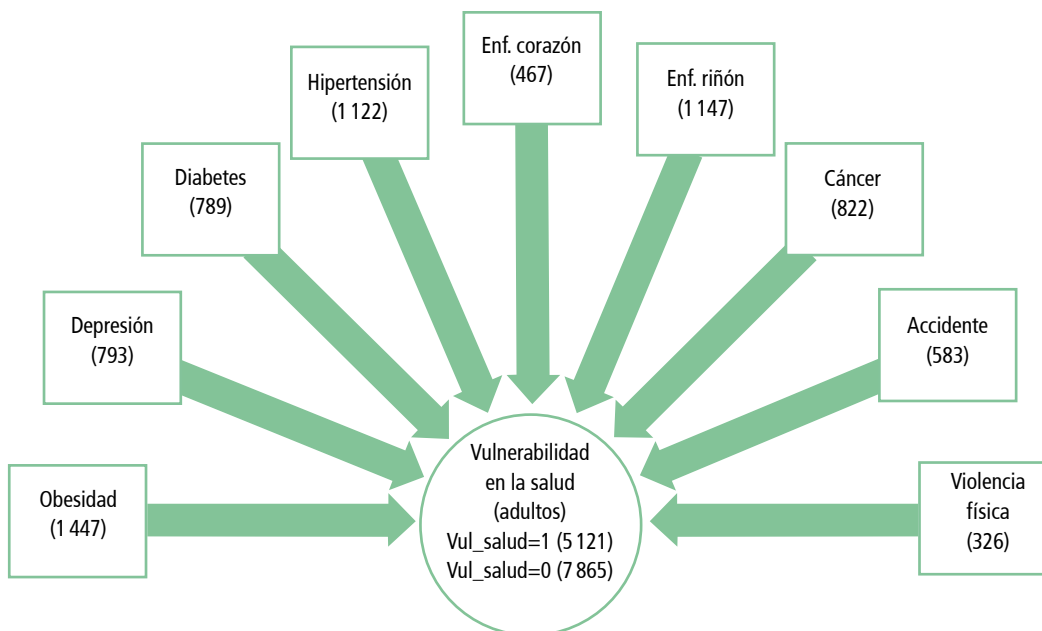 Enf. corazón
(467)
Hipertensión
(1 122)
Enf. riñón
(1 147)
Diabetes
(789)
Cáncer
(822)
Depresión
(793)
Accidente
(583)
Obesidad
(1 447)
Vulnerabilidad
en la salud
(adultos)
Vul_salud=1 (5 121)
Vul_salud=0 (7 865)
Violencia
física
(326)